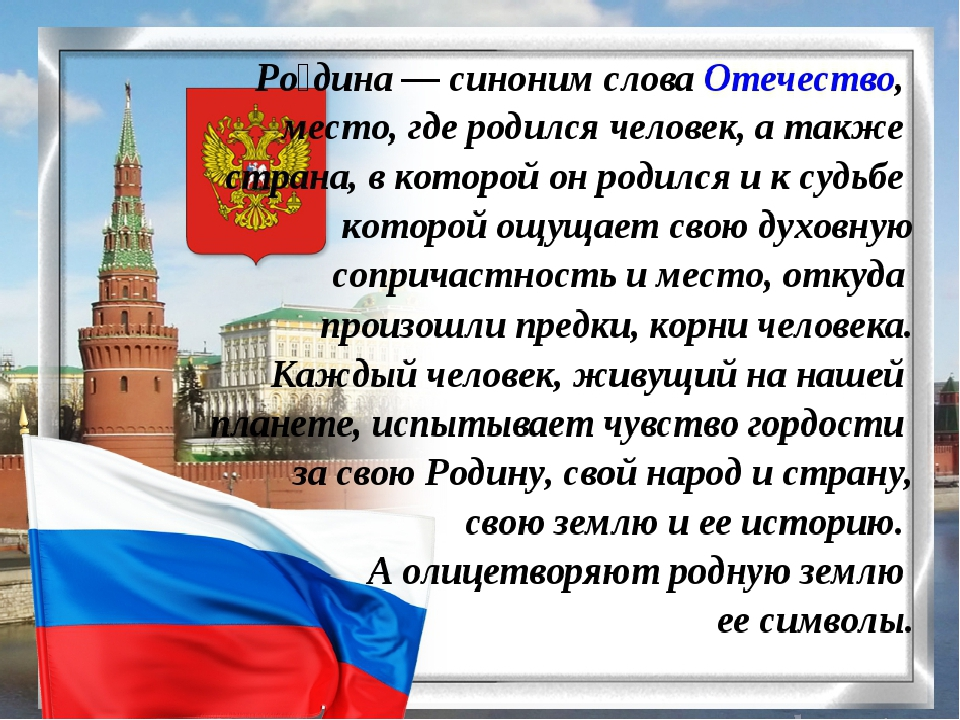 Ро́дина — синоним слова Отечество,
место, где родился человек, а также
страна, в которой он родился и к судьбе
которой ощущает свою духовную
сопричастность и место, откуда
произошли предки, корни человека.
Каждый человек, живущий на нашей
планете, испытывает чувство гордости
за свою Родину, свой народ и страну,
свою землю и ее историю.
А олицетворяют родную землю
ее символы.